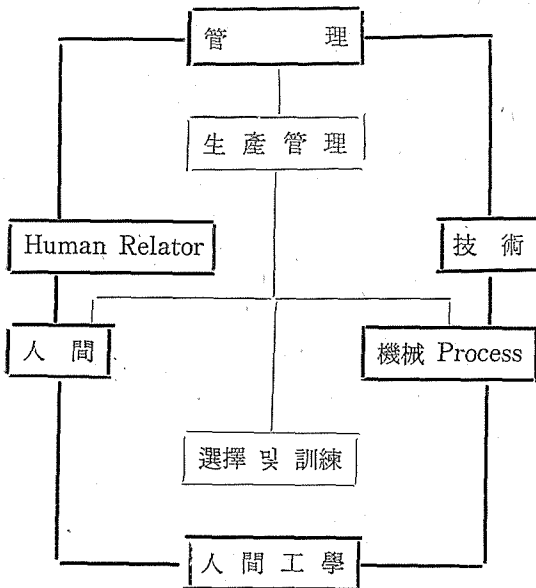 管 理
生 產 管 理
Human Relator
技 術
人 間
機械 Process
選擇 및 訓練
人 間 工 學